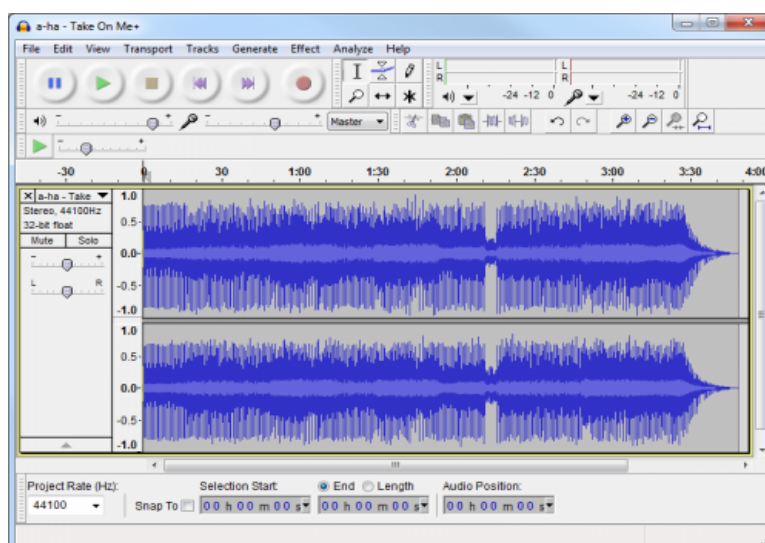 a-ha - Take On Me+
File Edit View Transport Tracks Generate Effect Analyze Help
L R L R
-24 -12 0 -24 -12 0
Master
-30 0 30 1:00 1:30 2:00 2:30 3:00 3:30 4:00
a-ha - Take
Stereo, 44100Hz
32-bit float
Mute Solo
- +
L R
1.0
0.5-
0.0-
-0.5-
-1.0
1.0
0.5-
0.0-
-0.5-
-1.0
Project Rate (Hz): Selection Start: End Length Audio Position:
44100 Snap To 00 h 00 m 00 s 00 h 00 m 00 s 00 h 00 m 00 s